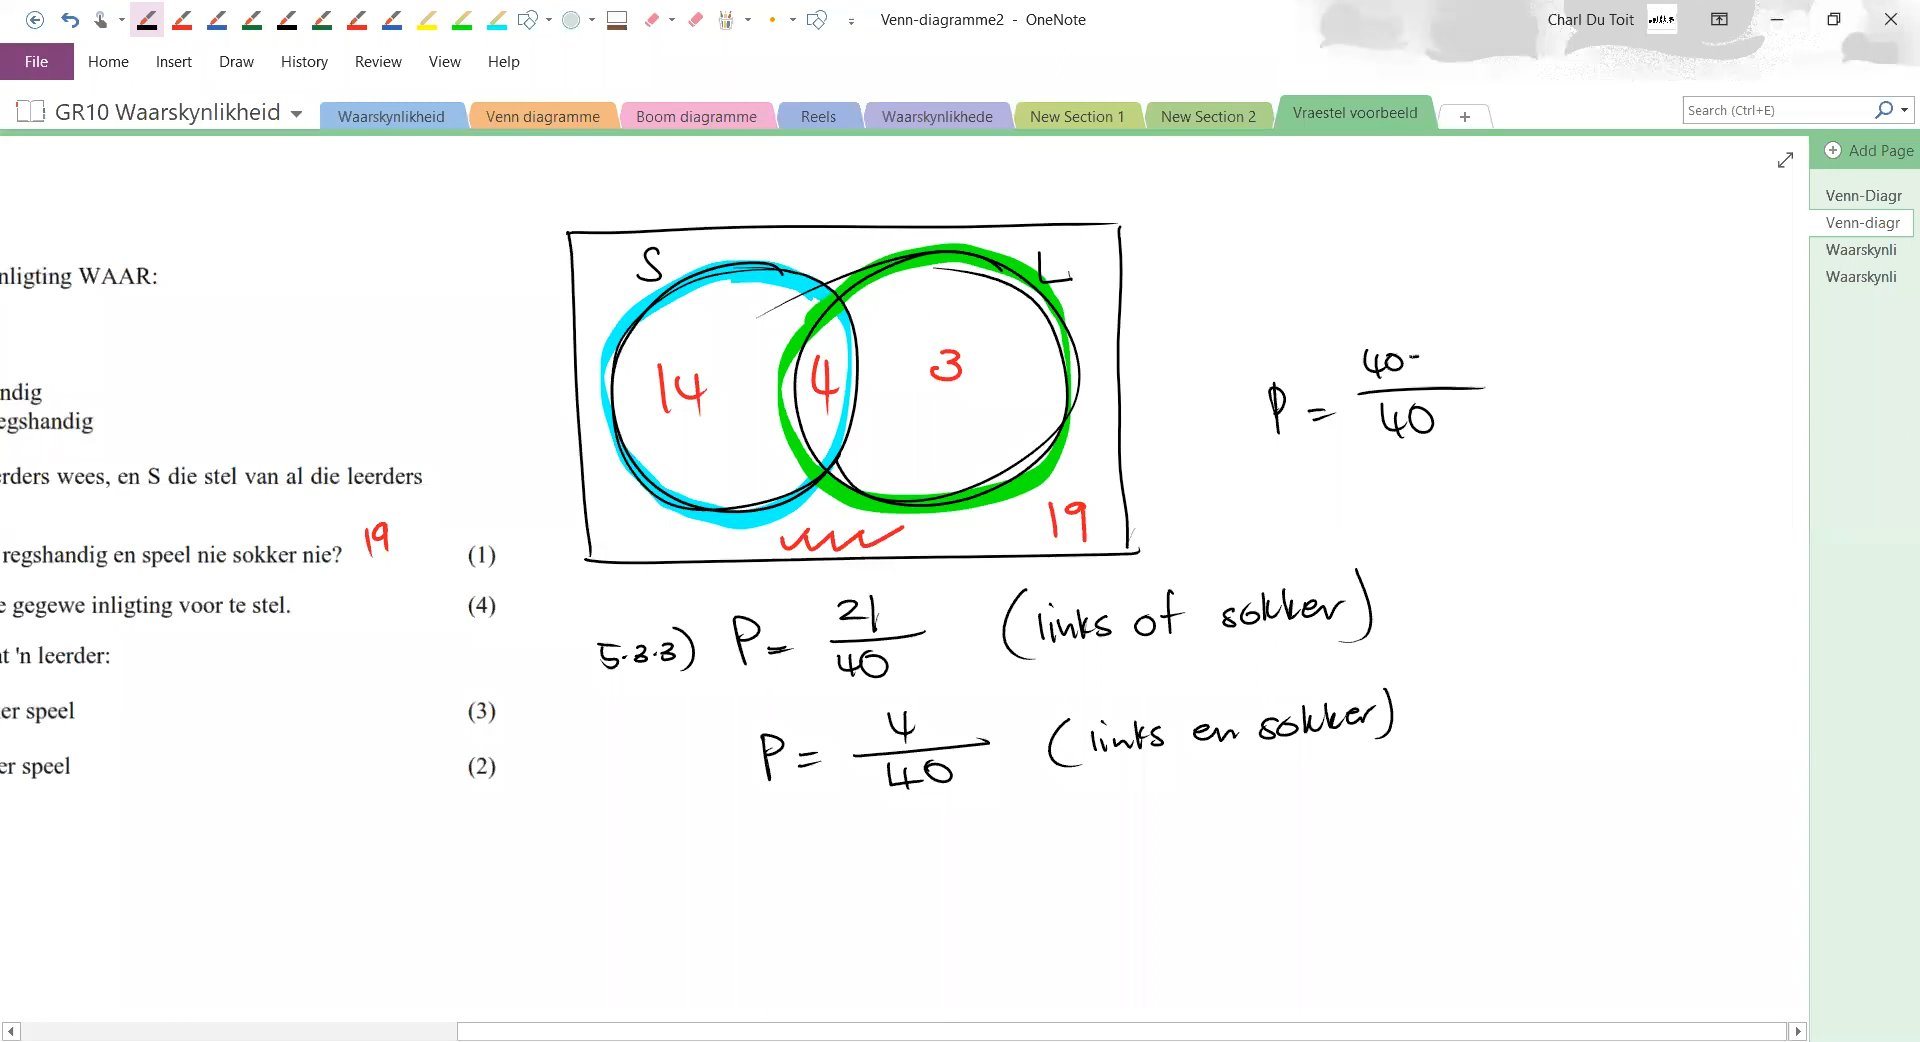 Venn-diagramme2 - OneNote
Charl Du Toit
File Home Insert Draw History Review View Help
GR10 Waarskynlikheid
Waarskynlikheid
Venn diagramme
Boom diagramme
Reels
Waarskynlikhede
New Section 1
New Section 2
Vraestel voorbeeld
+
Search (Ctrl+E)
Add Page
Venn-Diagr
Venn-diagr
Waarskynli
Waarskynli
nligting WAAR:
ndig
egshandig
rders wees, en S die stel van al die leerders
regshandig en speel nie sokker nie? 19 (1)
e gegewe inligting voor te stel. (4)
at 'n leerder:
er speel (3)
er speel (2)
S L
14 4 3
19
P = 40-
40
5.3.3) P = 21 (links of sokker)
40
P = 4 (links en sokker)
40